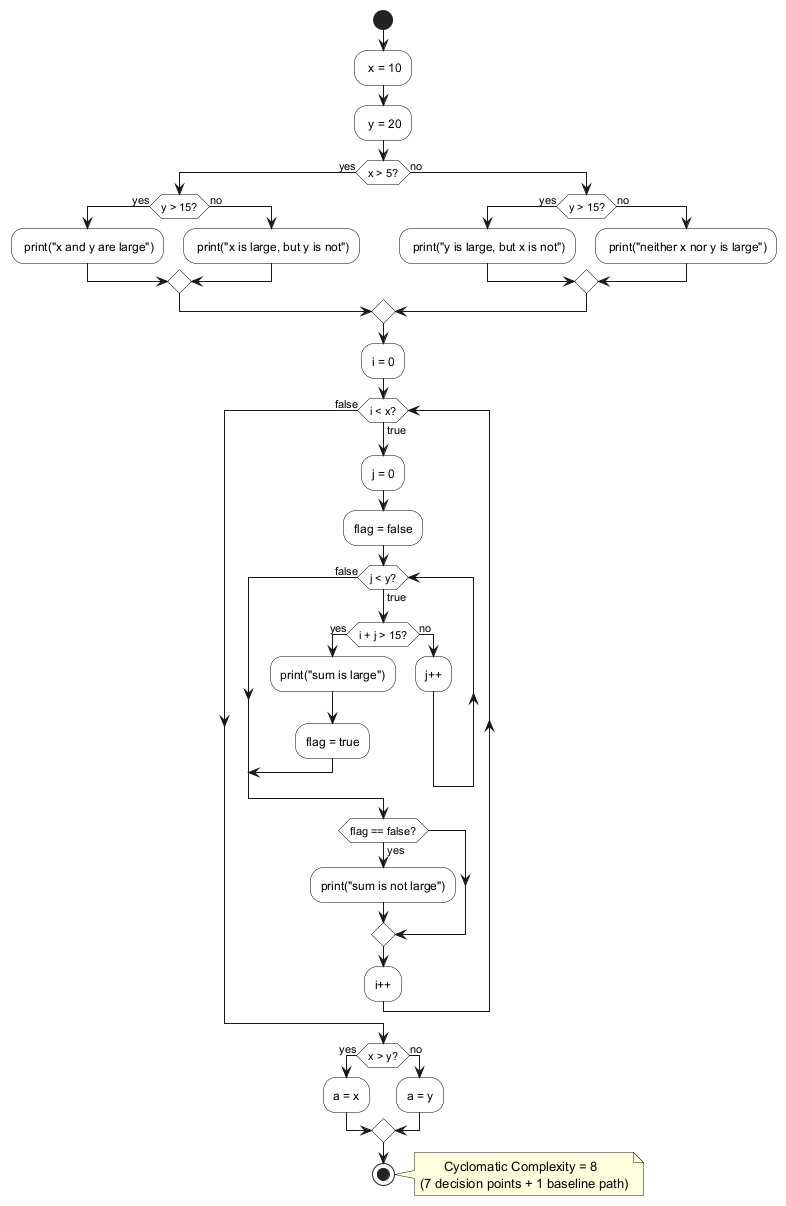 x = 10
y = 20
yes
x > 5?
no
yes
y > 15?
no
yes
y > 15?
no
print("x and y are large")
print("x is large, but y is not")
print("y is large, but x is not")
print("neither x nor y is large")
i = 0
false
i < x?
true
j = 0
flag = false
false
j < y?
true
yes
i + j > 15?
no
print("sum is large")
j++
flag = true
flag == false?
yes
print("sum is not large")
i++
yes
x > y?
no
a = x
a = y
Cyclomatic Complexity = 8
(7 decision points + 1 baseline path)